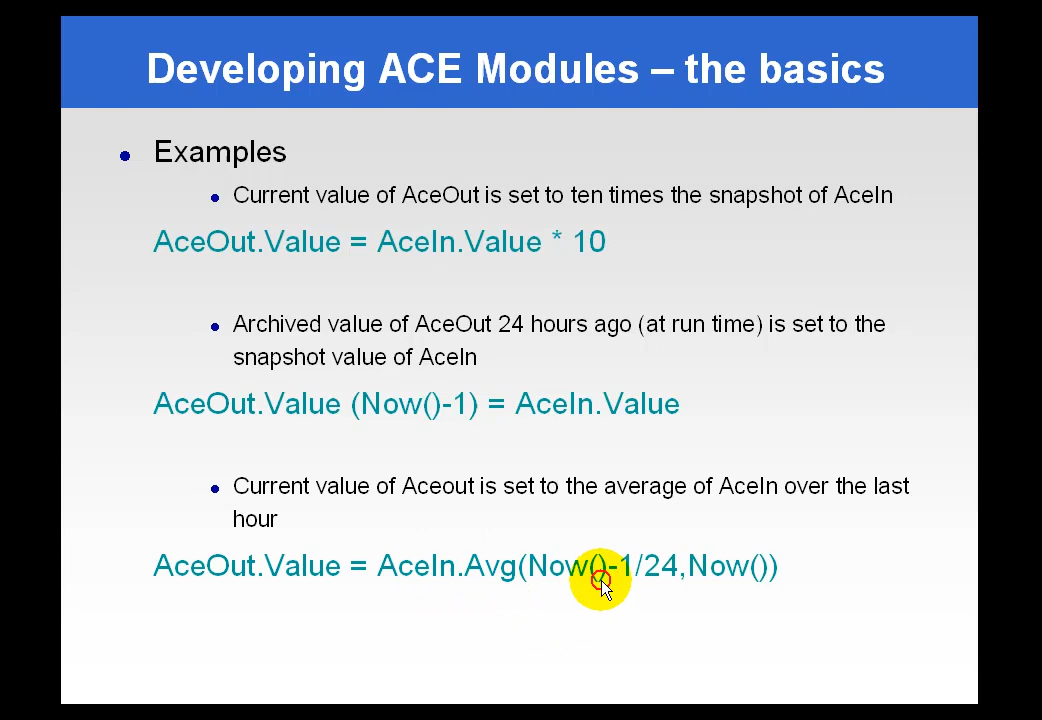 Developing ACE Modules – the basics
Examples
Current value of AceOut is set to ten times the snapshot of AceIn
AceOut.Value = AceIn.Value * 10
Archived value of AceOut 24 hours ago (at run time) is set to the
snapshot value of AceIn
AceOut.Value (Now()-1) = AceIn.Value
Current value of Aceout is set to the average of AceIn over the last
hour
AceOut.Value = AceIn.Avg(Now()-1/24,Now())